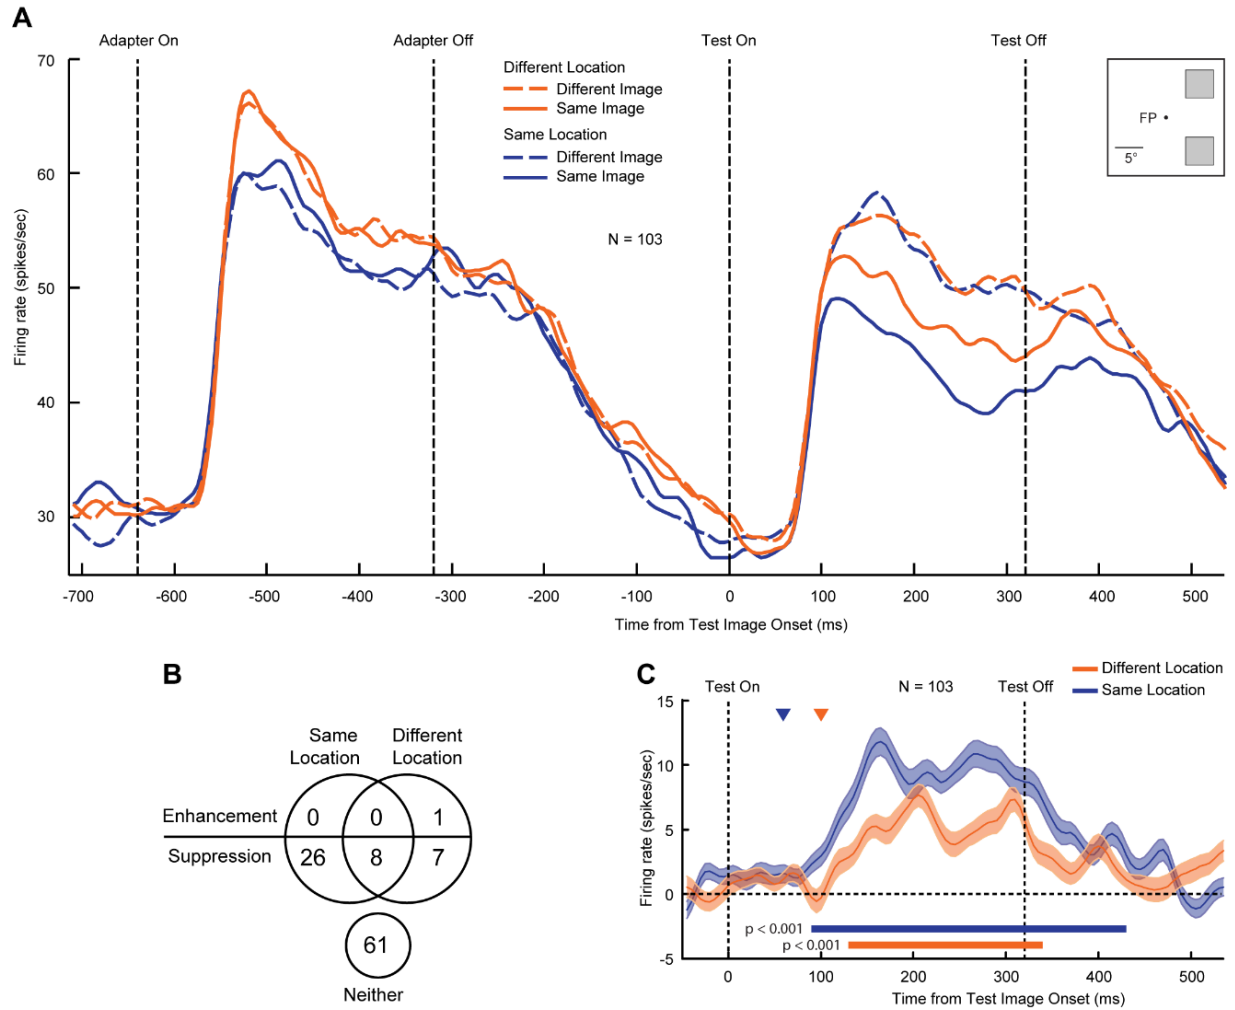 A
Adapter On
Adapter Off
Test On
Test Off
Different Location
Different Image
Same Image
Same Location
Different Image
Same Image
N = 103
FP
5°
70
60
50
40
30
Firing rate (spikes/sec)
-700 -600 -500 -400 -300 -200 -100 0 100 200 300 400 500
Time from Test Image Onset (ms)
B
Same Location
Different Location
Enhancement 0 0 1
Suppression 26 8 7
61
Neither
C
Different Location
Same Location
Test On
N = 103
Test Off
15
10
5
0
-5
Firing rate (spikes/sec)
p < 0.001
p < 0.001
0 100 200 300 400 500
Time from Test Image Onset (ms)